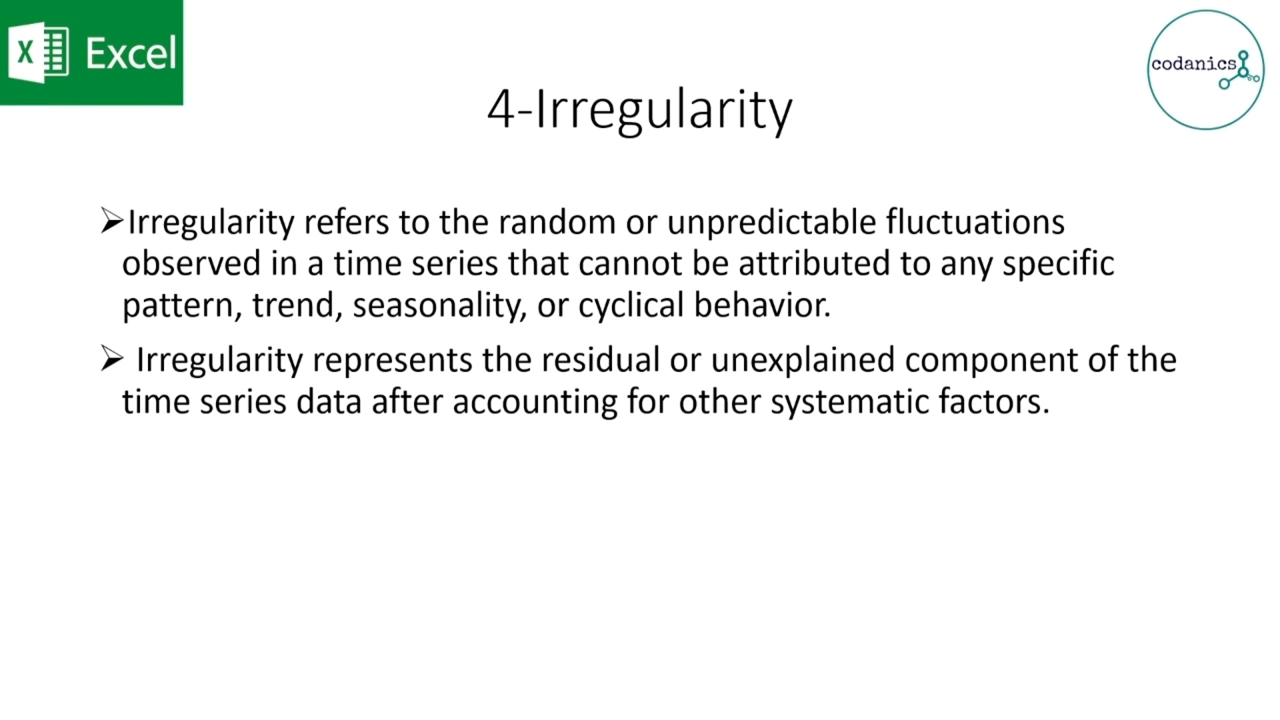 X Excel
codanics
4-Irregularity
➢Irregularity refers to the random or unpredictable fluctuations
observed in a time series that cannot be attributed to any specific
pattern, trend, seasonality, or cyclical behavior.
➢ Irregularity represents the residual or unexplained component of the
time series data after accounting for other systematic factors.